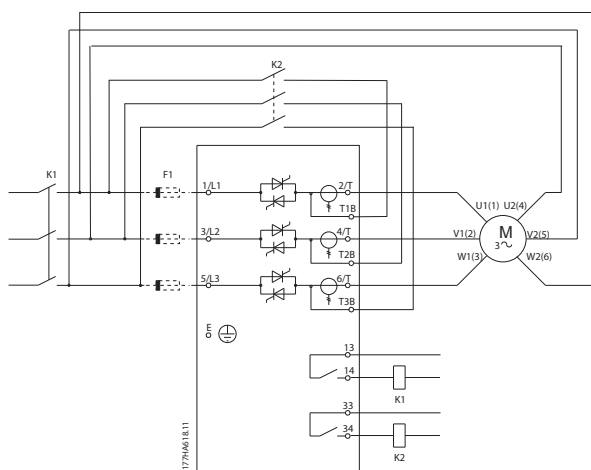 K2
K1
F1
1/L1
2/T
T1B
3/L2
4/T
T2B
5/L3
6/T
T3B
U1(1)
U2(4)
V1(2)
M
3~
V2(5)
W1(3)
W2(6)
E
13
14
K1
33
34
K2
177HA618.11